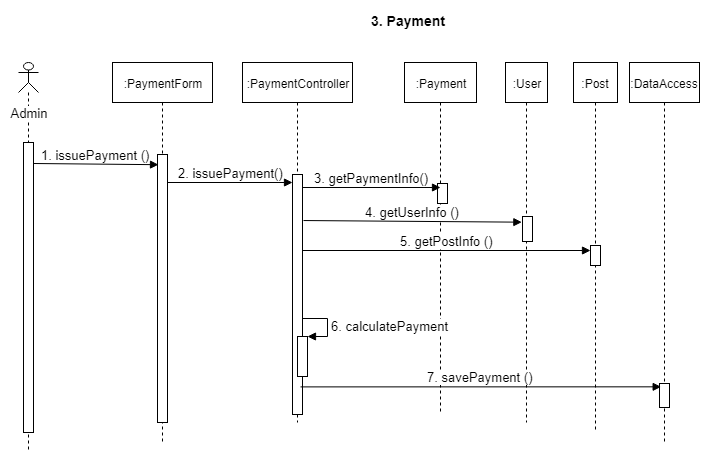 3. Payment
:PaymentForm
:PaymentController
:Payment
:User
:Post
:DataAccess
Admin
1. issuePayment ()
2. issuePayment()
3. getPaymentInfo()
4. getUserInfo ()
5. getPostInfo ()
6. calculatePayment
7. savePayment ()